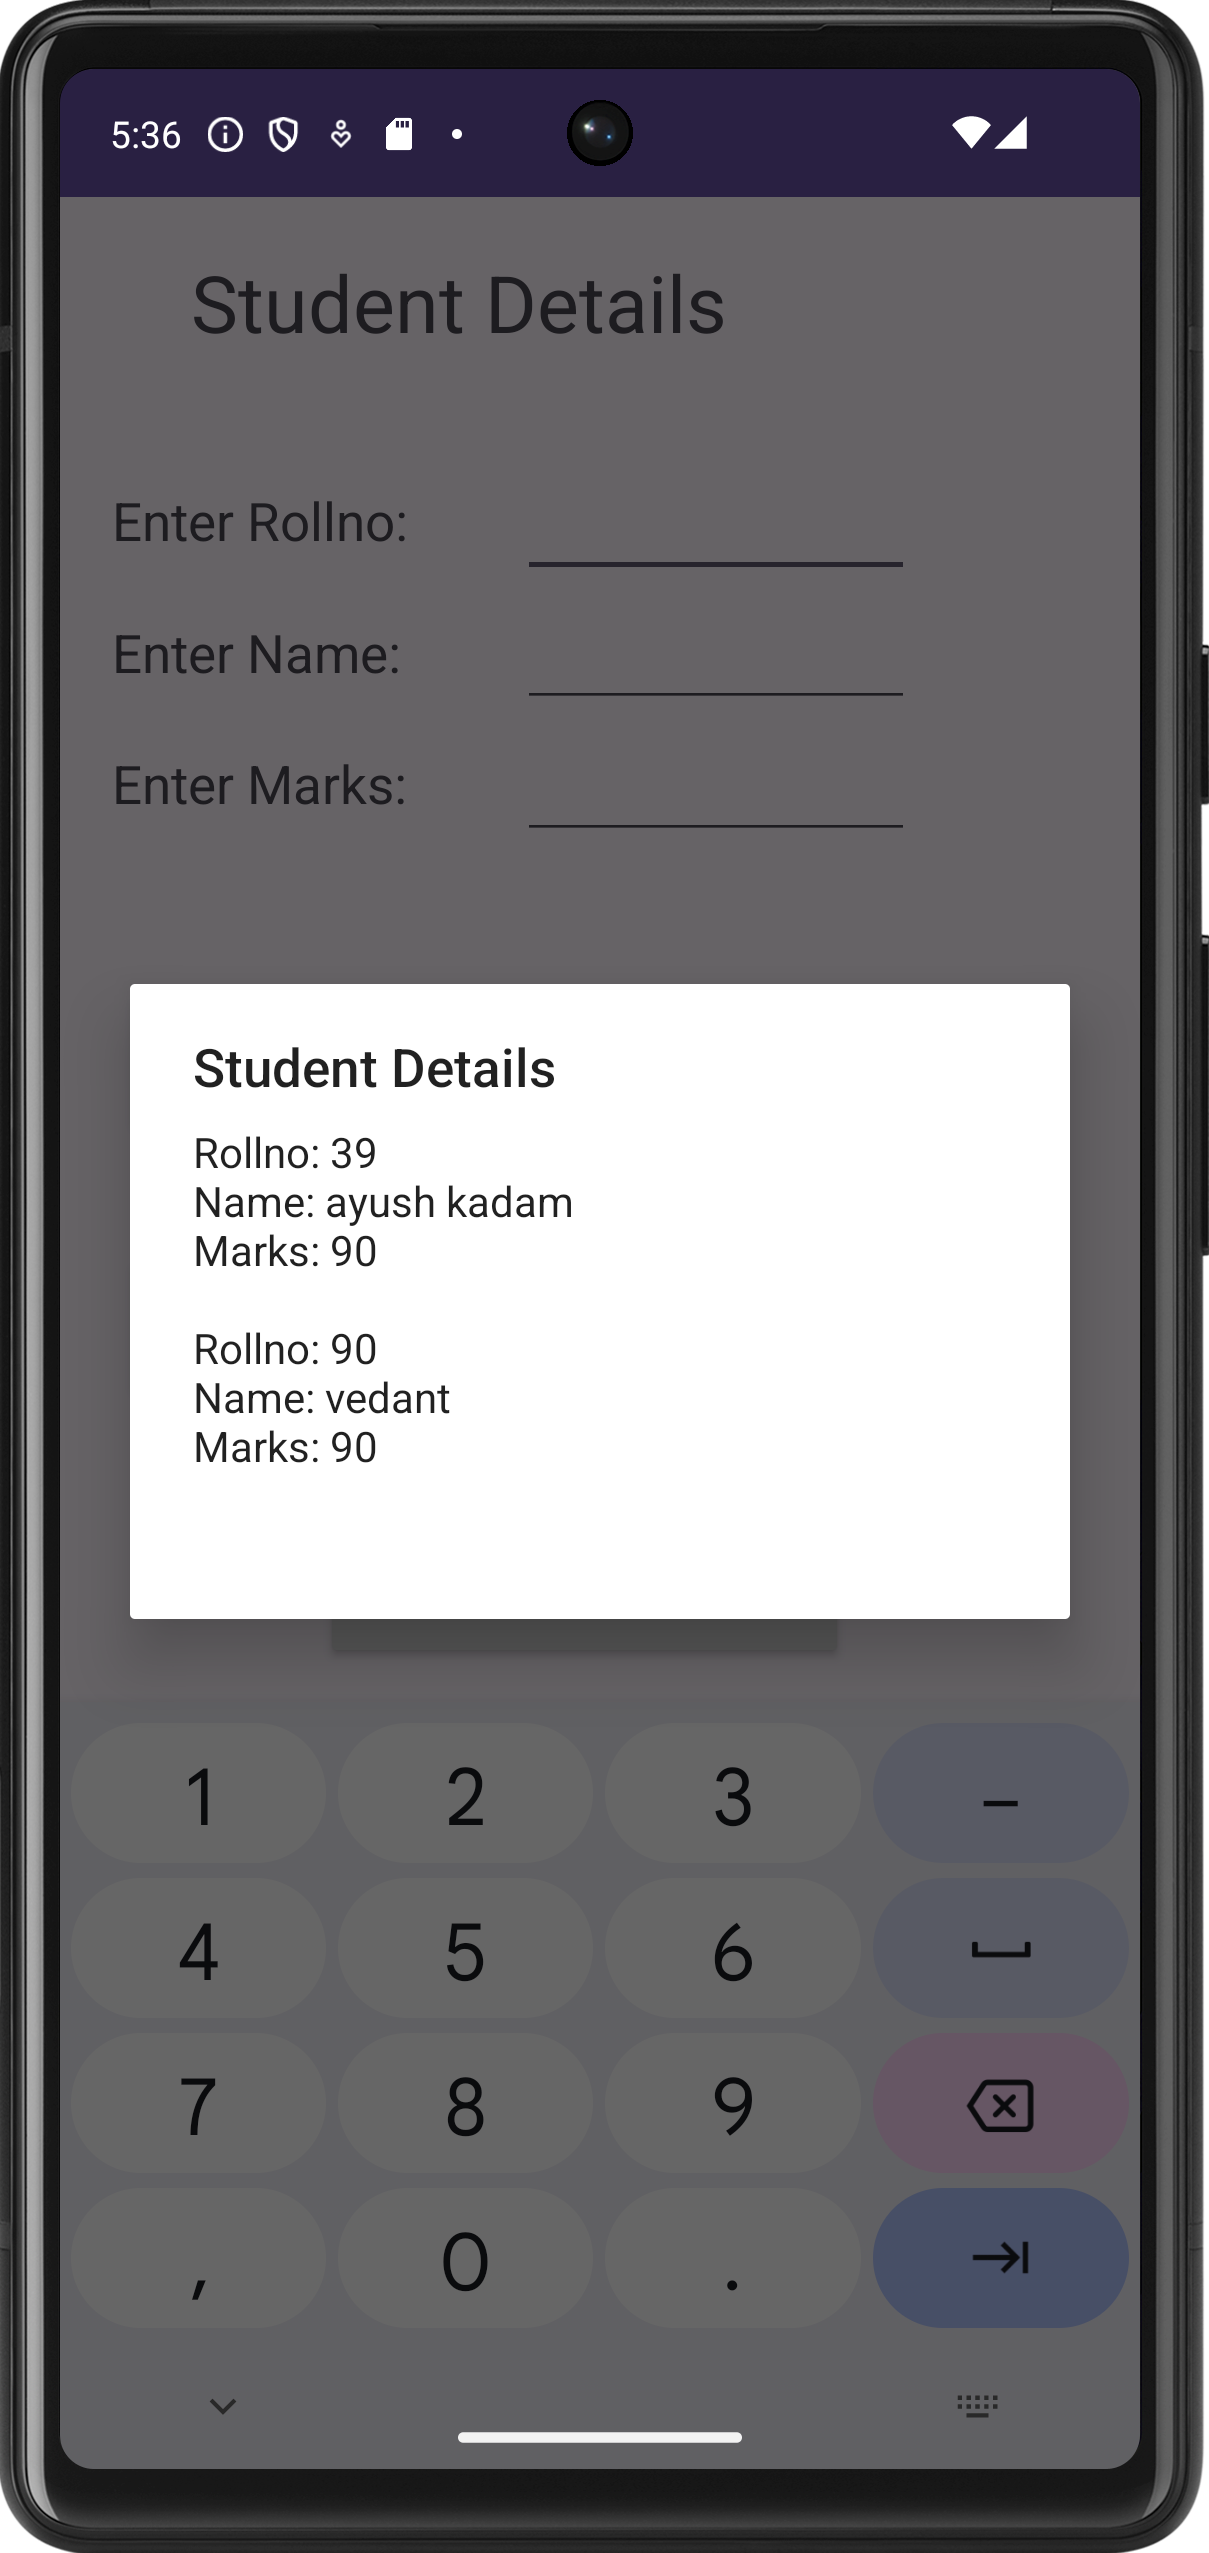 5:36
Student Details
Enter Rollno:
Enter Name:
Enter Marks:
Student Details
Rollno: 39
Name: ayush kadam
Marks: 90
Rollno: 90
Name: vedant
Marks: 90
1 2 3 –
4 5 6
7 8 9
, 0 .